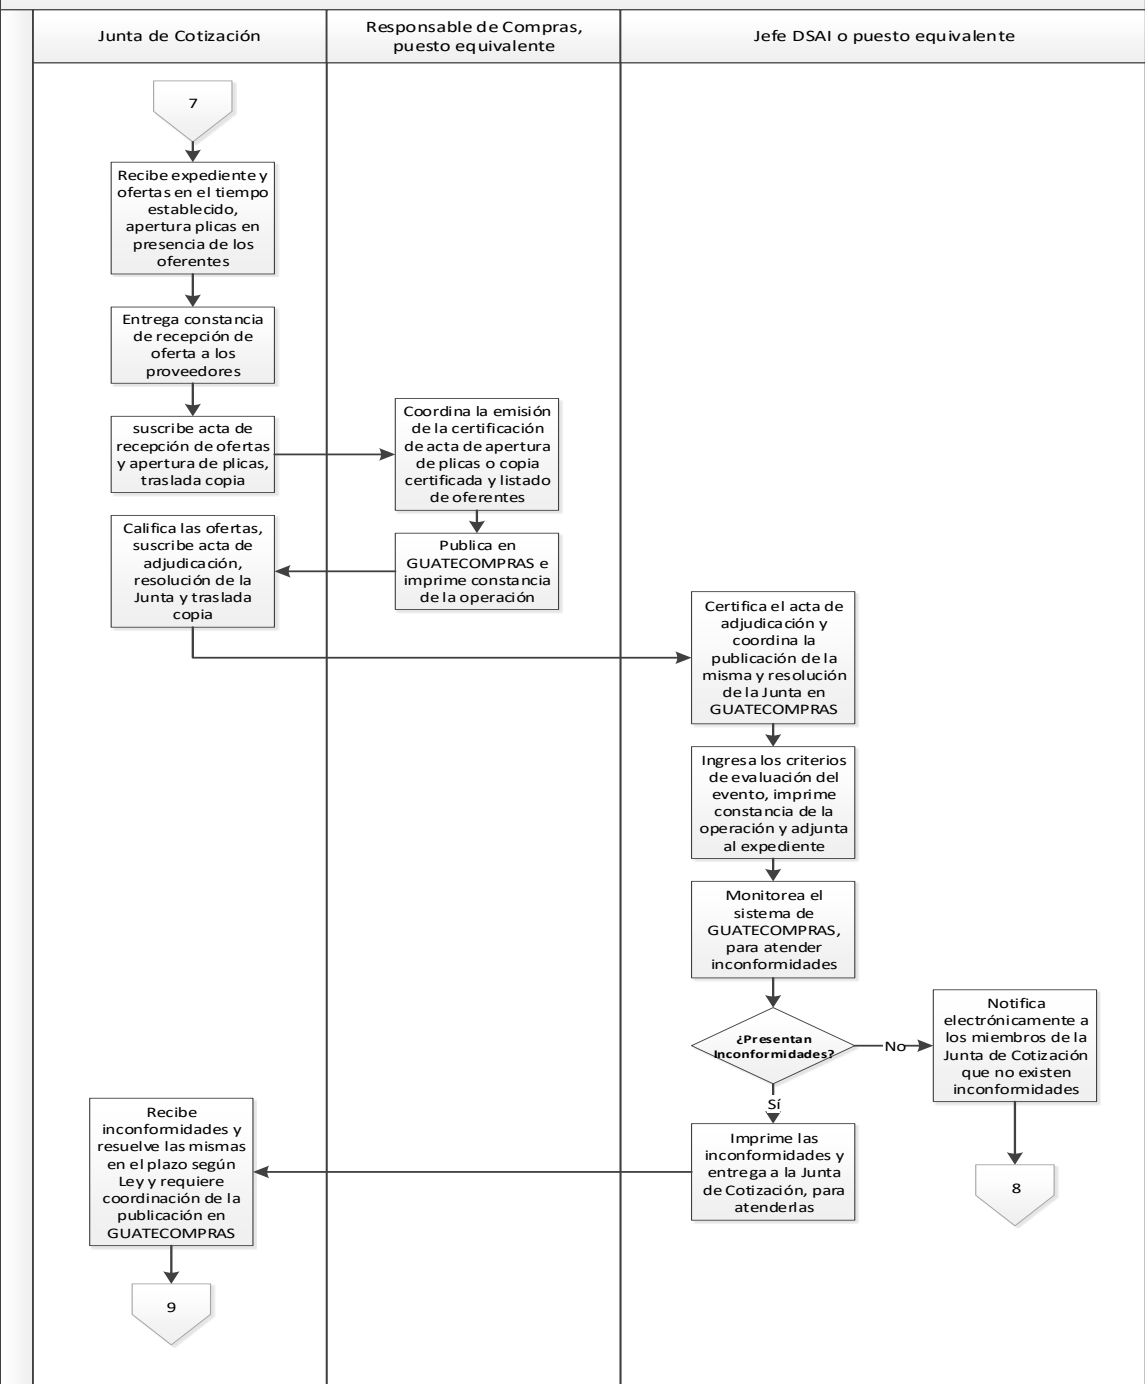 Junta de Cotización
Responsable de Compras,
puesto equivalente
Jefe DSAI o puesto equivalente
7
Recibe expediente y
ofertas en el tiempo
establecido,
apertura plicas en
presencia de los
oferentes
Entrega constancia
de recepción de
oferta a los
proveedores
suscribe acta de
recepción de ofertas
y apertura de plicas,
traslada copia
Coordina la emisión
de la certificación
de acta de apertura
de plicas o copia
certificada y listado
de oferentes
Publica en
GUATECOMPRAS e
imprime constancia
de la operación
Califica las ofertas,
suscribe acta de
adjudicación,
resolución de la
Junta y traslada
copia
Certifica el acta de
adjudicación y
coordina la
publicación de la
misma y resolución
de la Junta en
GUATECOMPRAS
Ingresa los criterios
de evaluación del
evento, imprime
constancia de la
operación y adjunta
al expediente
Monitorea el
sistema de
GUATECOMPRAS,
para atender
inconformidades
¿Presentan
Inconformidades?
No
Notifica
electrónicamente a
los miembros de la
Junta de Cotización
que no existen
inconformidades
8
Sí
Imprime las
inconformidades y
entrega a la Junta
de Cotización, para
atenderlas
Recibe
inconformidades y
resuelve las mismas
en el plazo según
Ley y requiere
coordinación de la
publicación en
GUATECOMPRAS
9